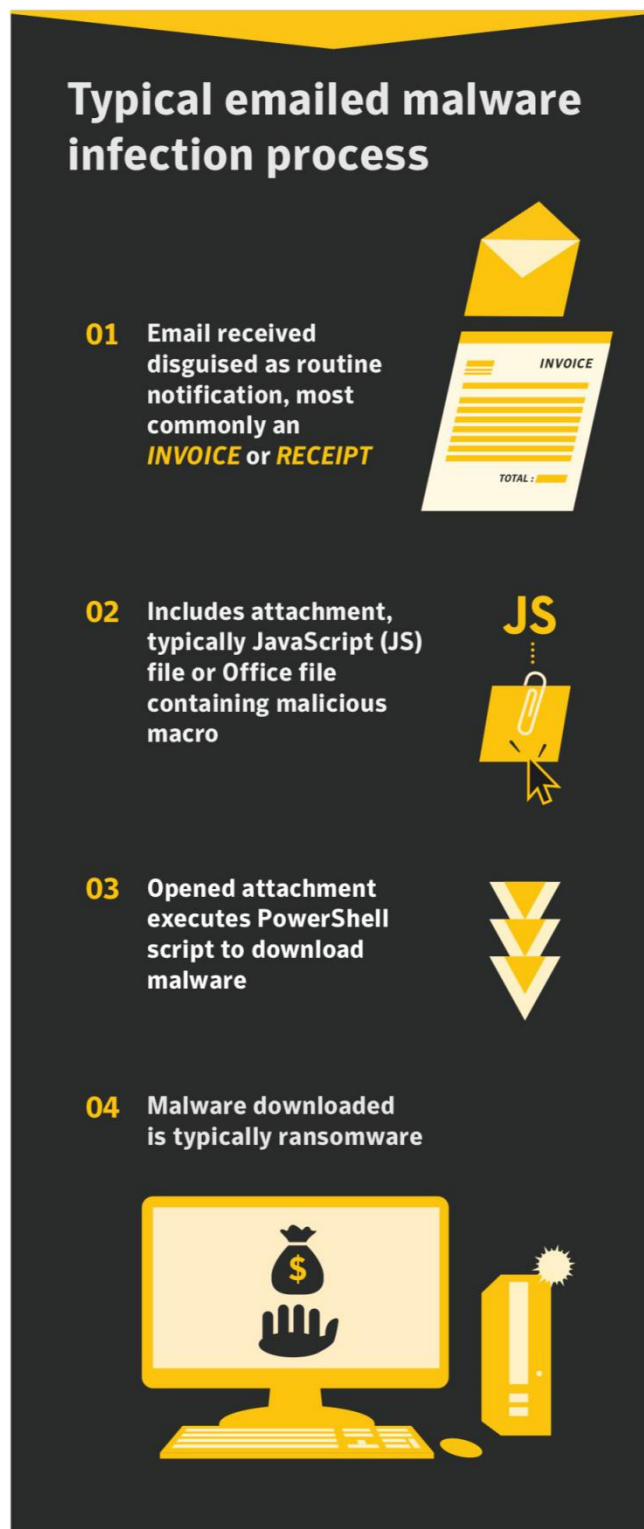 Typical emailed malware
infection process
01 Email received
disguised as routine
notification, most
commonly an
INVOICE or RECEIPT
INVOICE
TOTAL :
02 Includes attachment,
typically JavaScript (JS)
file or Office file
containing malicious
macro
JS
03 Opened attachment
executes PowerShell
script to download
malware
04 Malware downloaded
is typically ransomware
$